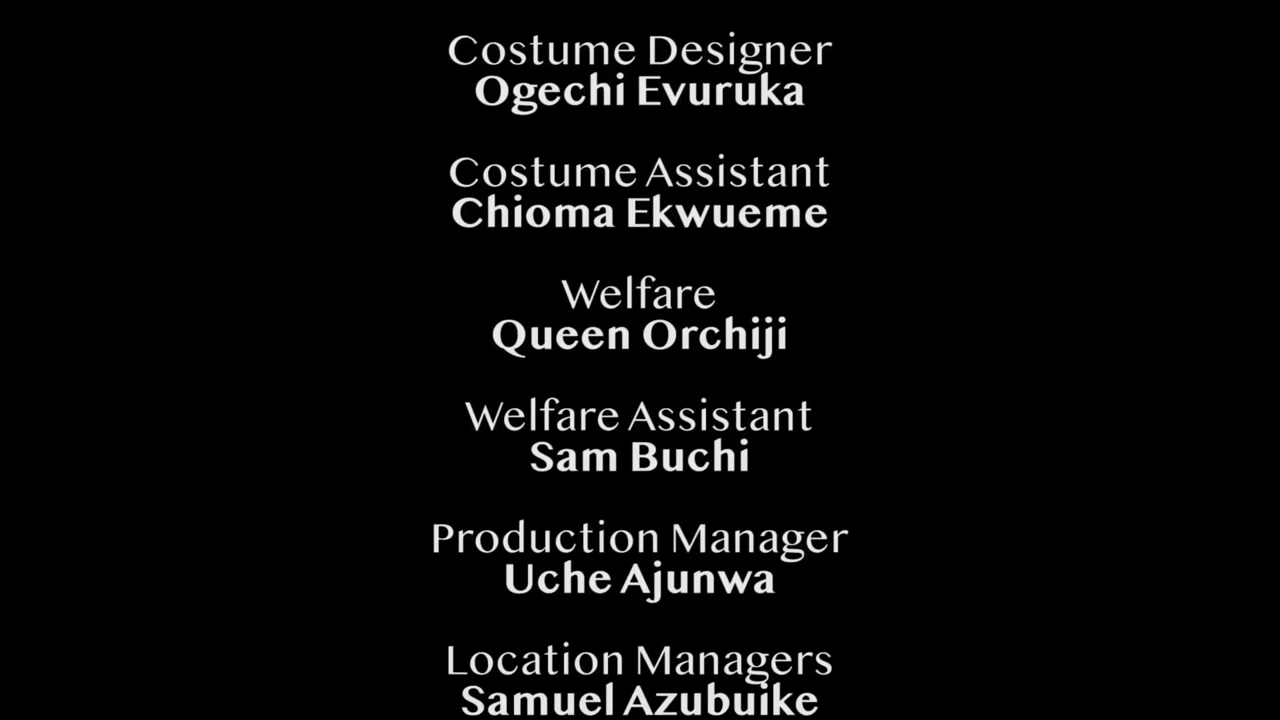 Costume Designer
Ogechi Evuruka
Costume Assistant
Chioma Ekwueme
Welfare
Queen Orchiji
Welfare Assistant
Sam Buchi
Production Manager
Uche Ajunwa
Location Managers
Samuel Azubuike